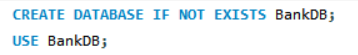 CREATE DATABASE IF NOT EXISTS BankDB;
USE BankDB;